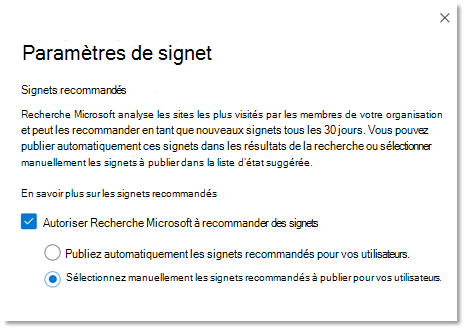 Paramètres de signet
Signets recommandés
Recherche Microsoft analyse les sites les plus visités par les membres de votre organisation
et peut les recommander en tant que nouveaux signets tous les 30 jours. Vous pouvez
publier automatiquement ces signets dans les résultats de la recherche ou sélectionner
manuellement les signets à publier dans la liste d'état suggérée.
En savoir plus sur les signets recommandés
Autoriser Recherche Microsoft à recommander des signets
Publiez automatiquement les signets recommandés pour vos utilisateurs.
Sélectionnez manuellement les signets recommandés à publier pour vos utilisateurs.